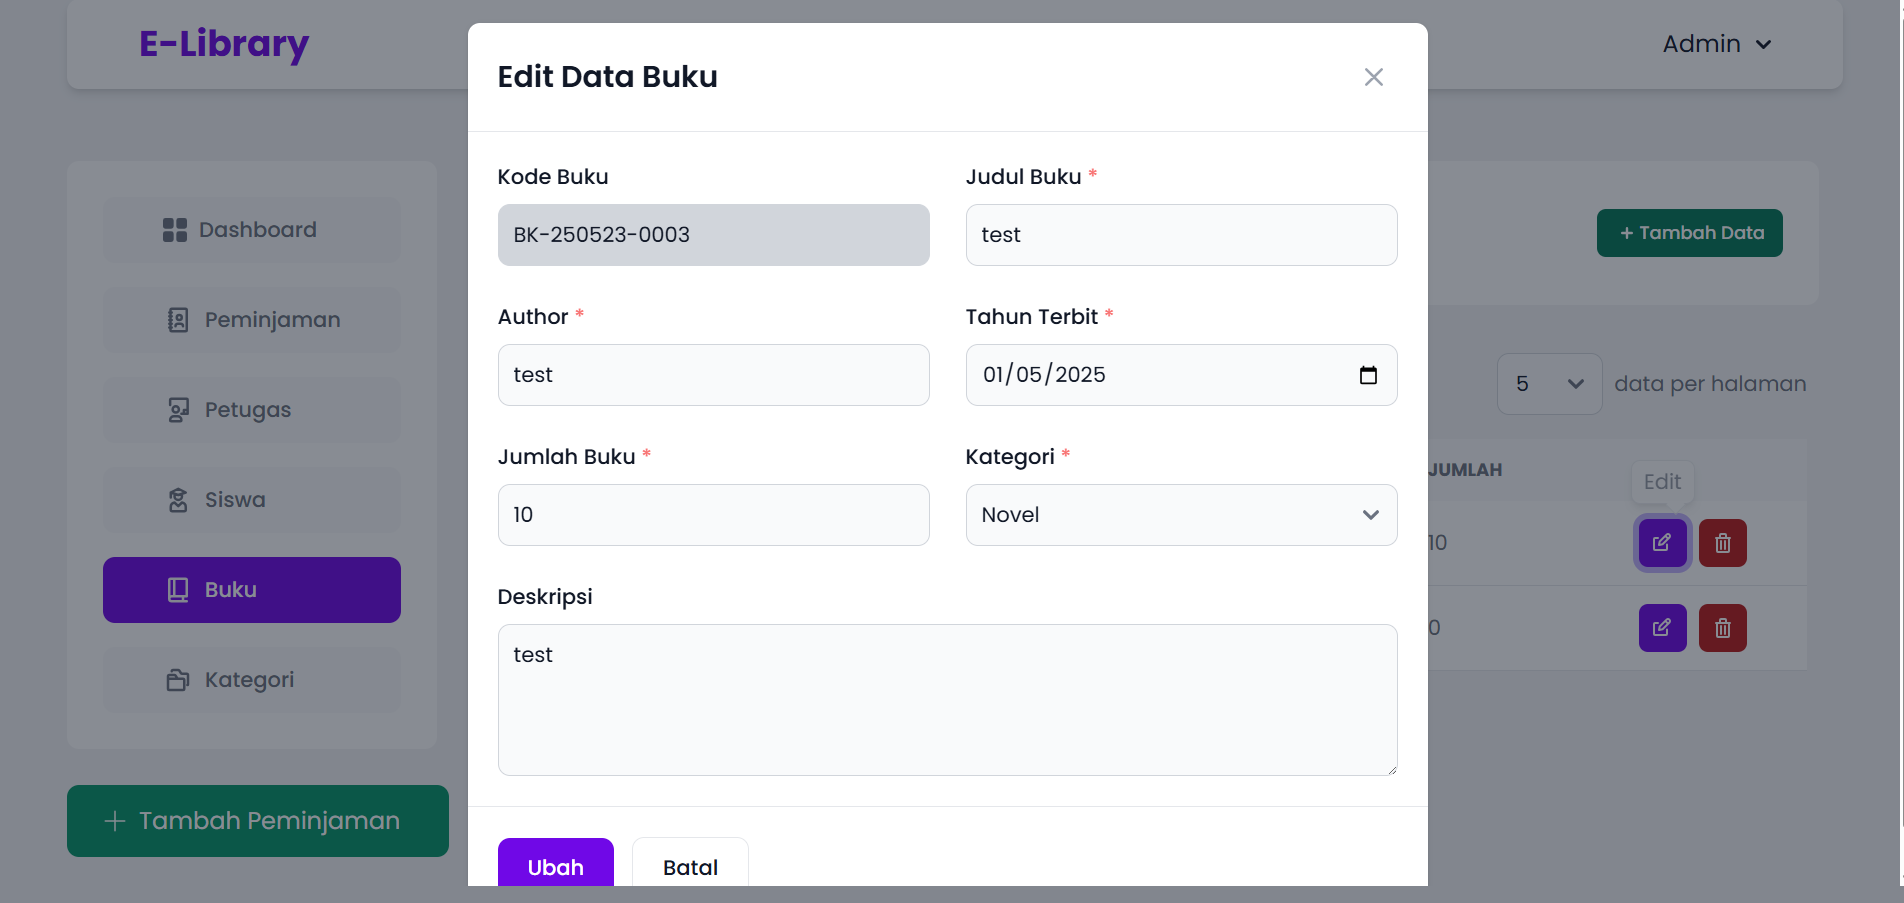 E-Library
Admin
Dashboard
Peminjaman
Petugas
Siswa
Buku
Kategori
+ Tambah Peminjaman
Edit Data Buku
Kode Buku
BK-250523-0003
Judul Buku *
test
Author *
test
Tahun Terbit *
01/05/2025
Jumlah Buku *
10
Kategori *
Novel
Deskripsi
test
Ubah
Batal
+ Tambah Data
5 data per halaman
JUMLAH
Edit
10
0